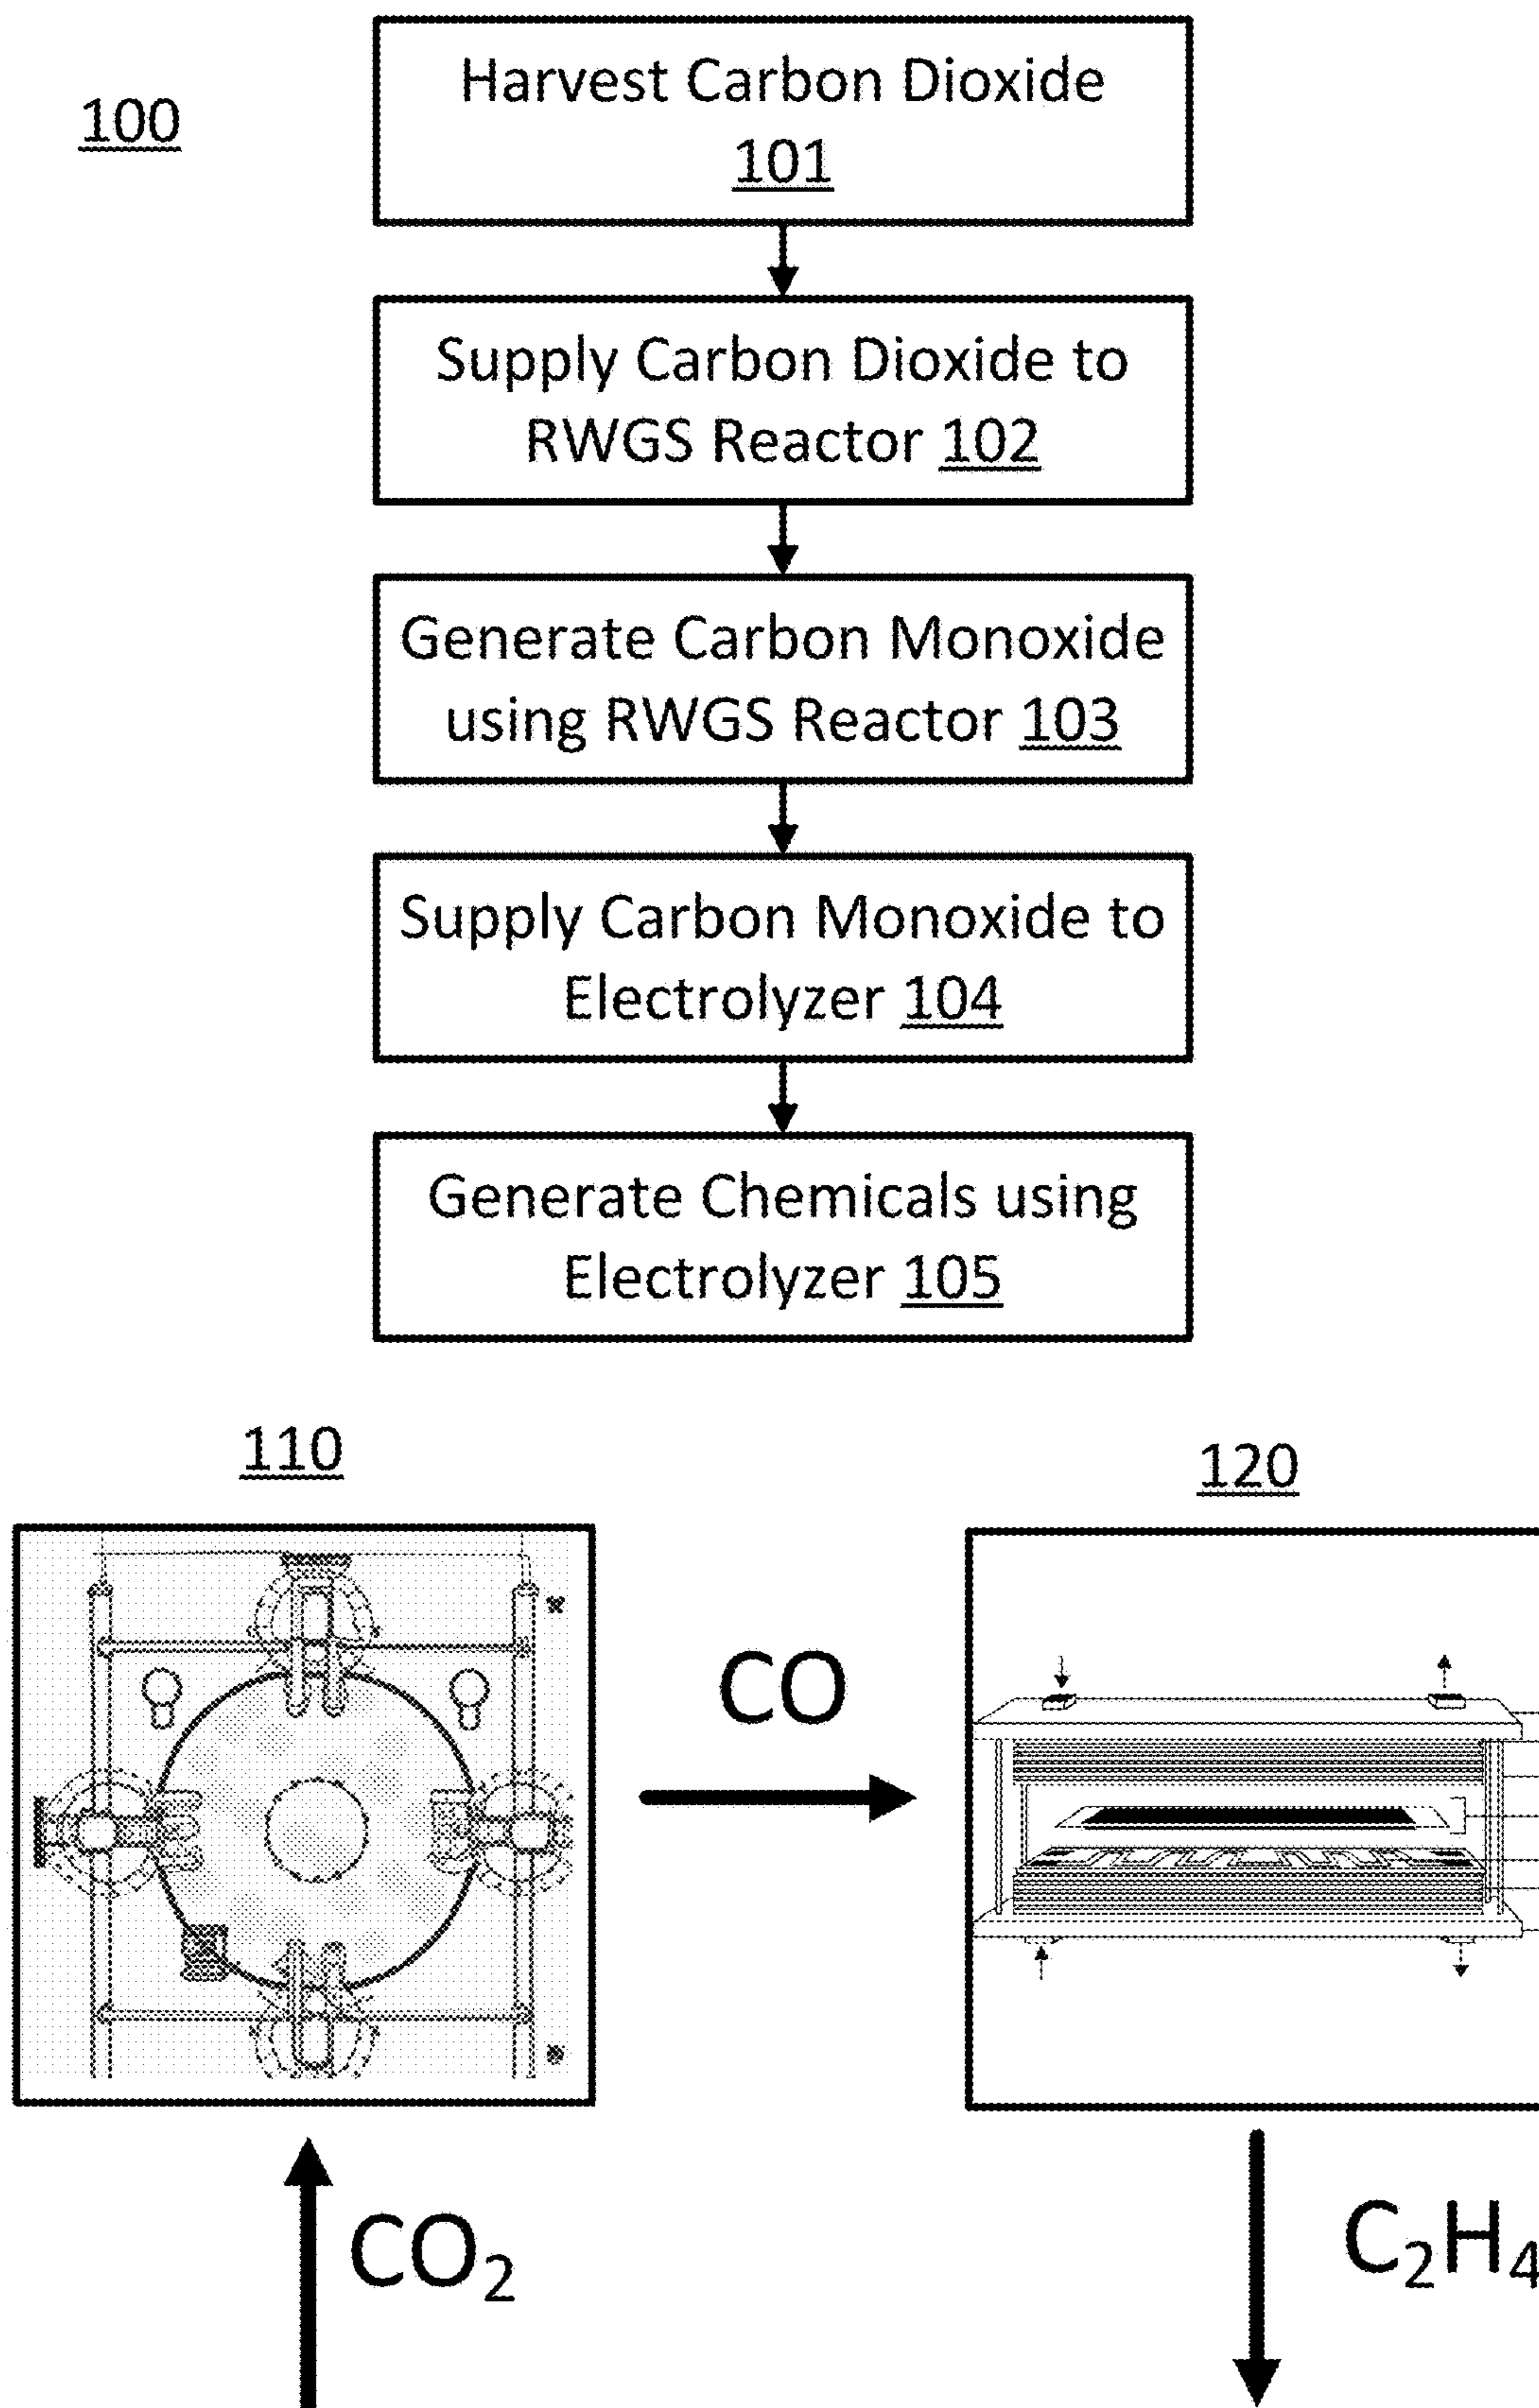 100
Harvest Carbon Dioxide
101
Supply Carbon Dioxide to
RWGS Reactor 102
Generate Carbon Monoxide
using RWGS Reactor 103
Supply Carbon Monoxide to
Electrolyzer 104
Generate Chemicals using
Electrolyzer 105
110
120
CO
CO₂
C₂H₄